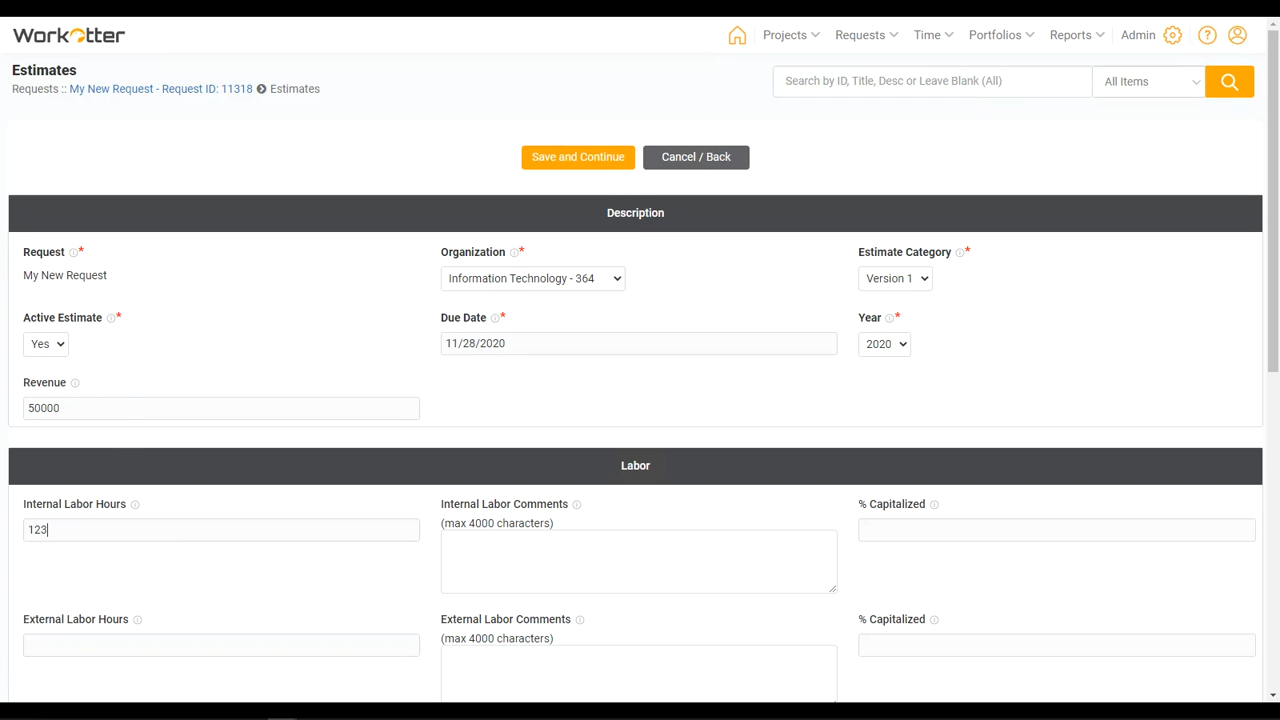 WorkOtter
Projects Requests Time Portfolios Reports Admin ?
Estimates
Requests :: My New Request - Request ID: 11318 Estimates
Search by ID, Title, Desc or Leave Blank (All) All Items
Save and Continue Cancel / Back
Description
Request * Organization * Estimate Category *
My New Request Information Technology - 364 Version 1
Active Estimate * Due Date * Year *
Yes 11/28/2020 2020
Revenue
50000
Labor
Internal Labor Hours Internal Labor Comments % Capitalized
(max 4000 characters)
123
External Labor Hours External Labor Comments % Capitalized
(max 4000 characters)